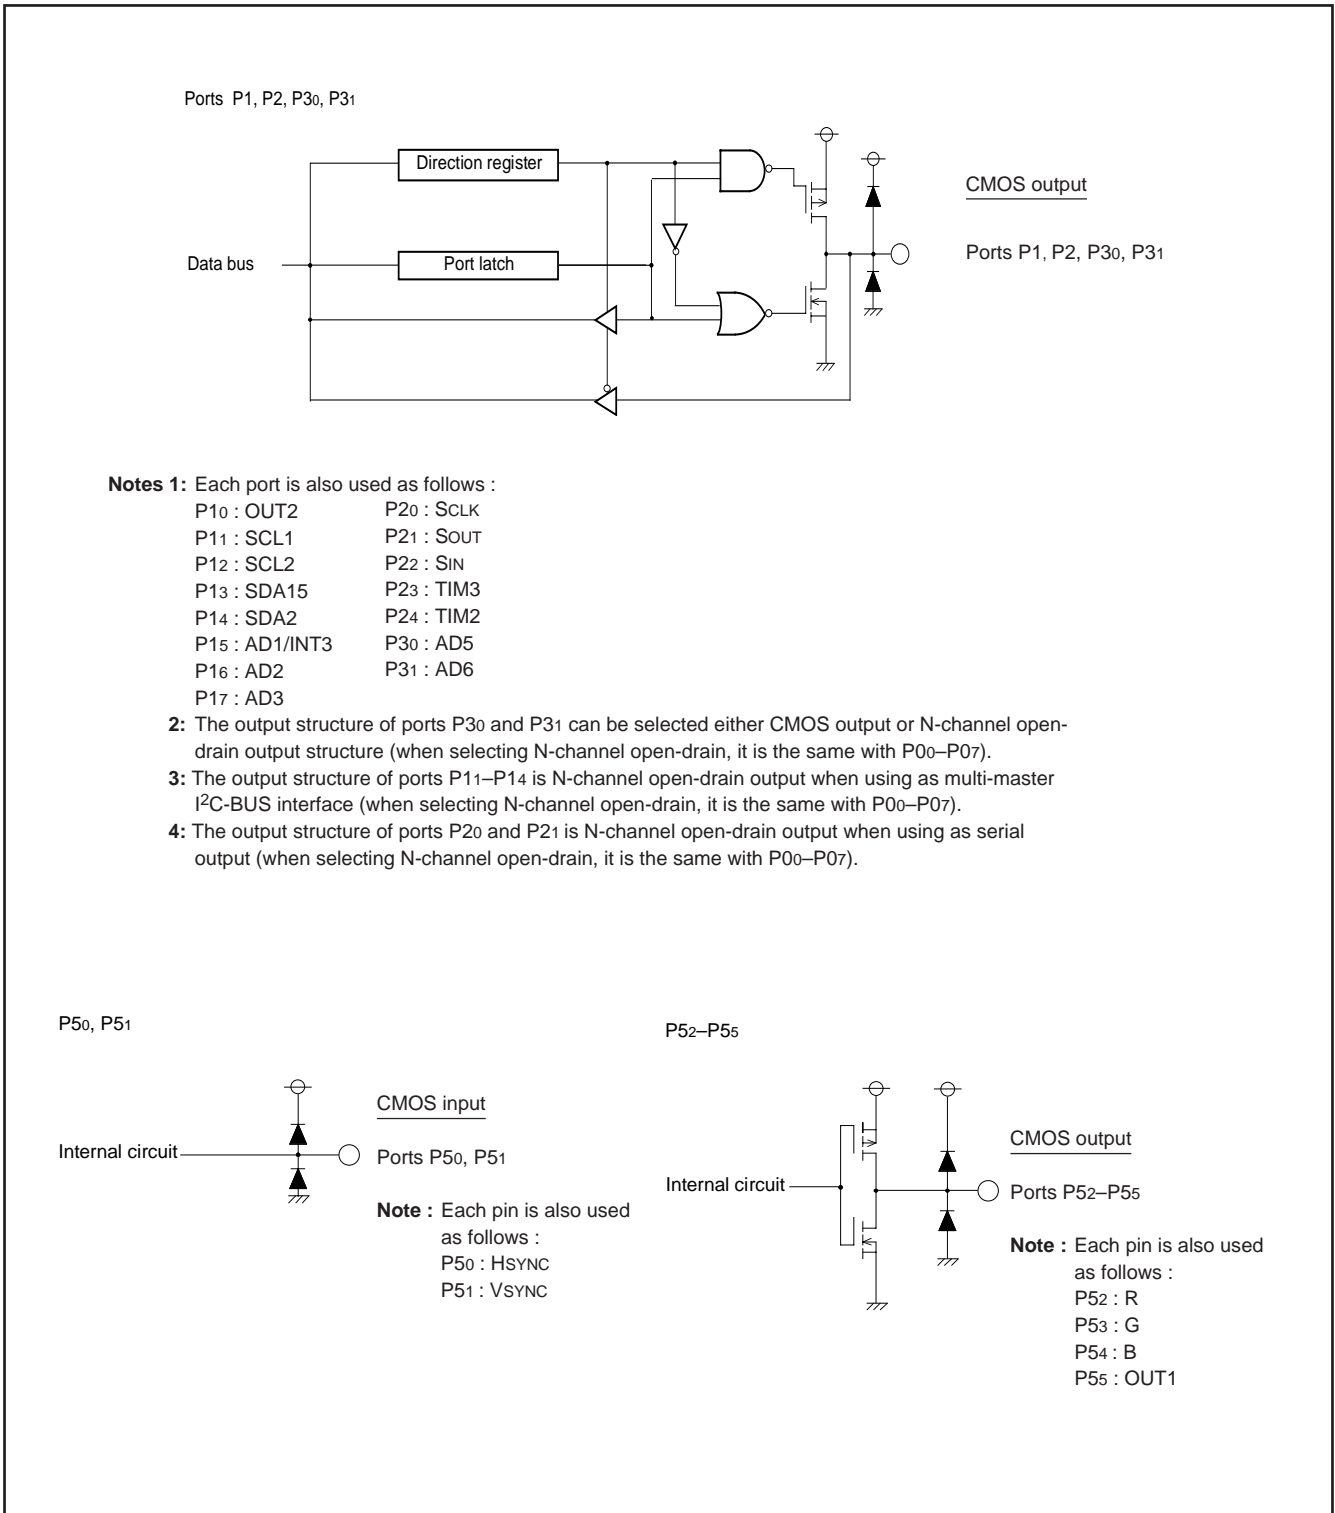 Ports P1, P2, P30, P31
Direction register
CMOS output
Data bus
Port latch
Ports P1, P2, P30, P31
Notes 1: Each port is also used as follows :
P10 : OUT2
P11 : SCL1
P12 : SCL2
P13 : SDA15
P14 : SDA2
P15 : AD1/INT3
P16 : AD2
P17 : AD3
P20 : SCLK
P21 : SOUT
P22 : SIN
P23 : TIM3
P24 : TIM2
P30 : AD5
P31 : AD6
2: The output structure of ports P30 and P31 can be selected either CMOS output or N-channel open-
drain output structure (when selecting N-channel open-drain, it is the same with P00–P07).
3: The output structure of ports P11–P14 is N-channel open-drain output when using as multi-master
I2C-BUS interface (when selecting N-channel open-drain, it is the same with P00–P07).
4: The output structure of ports P20 and P21 is N-channel open-drain output when using as serial
output (when selecting N-channel open-drain, it is the same with P00–P07).
P50, P51
CMOS input
Internal circuit
Ports P50, P51
Note : Each pin is also used
as follows :
P50 : HSYNC
P51 : VSYNC
P52–P55
CMOS output
Internal circuit
Ports P52–P55
Note : Each pin is also used
as follows :
P52 : R
P53 : G
P54 : B
P55 : OUT1